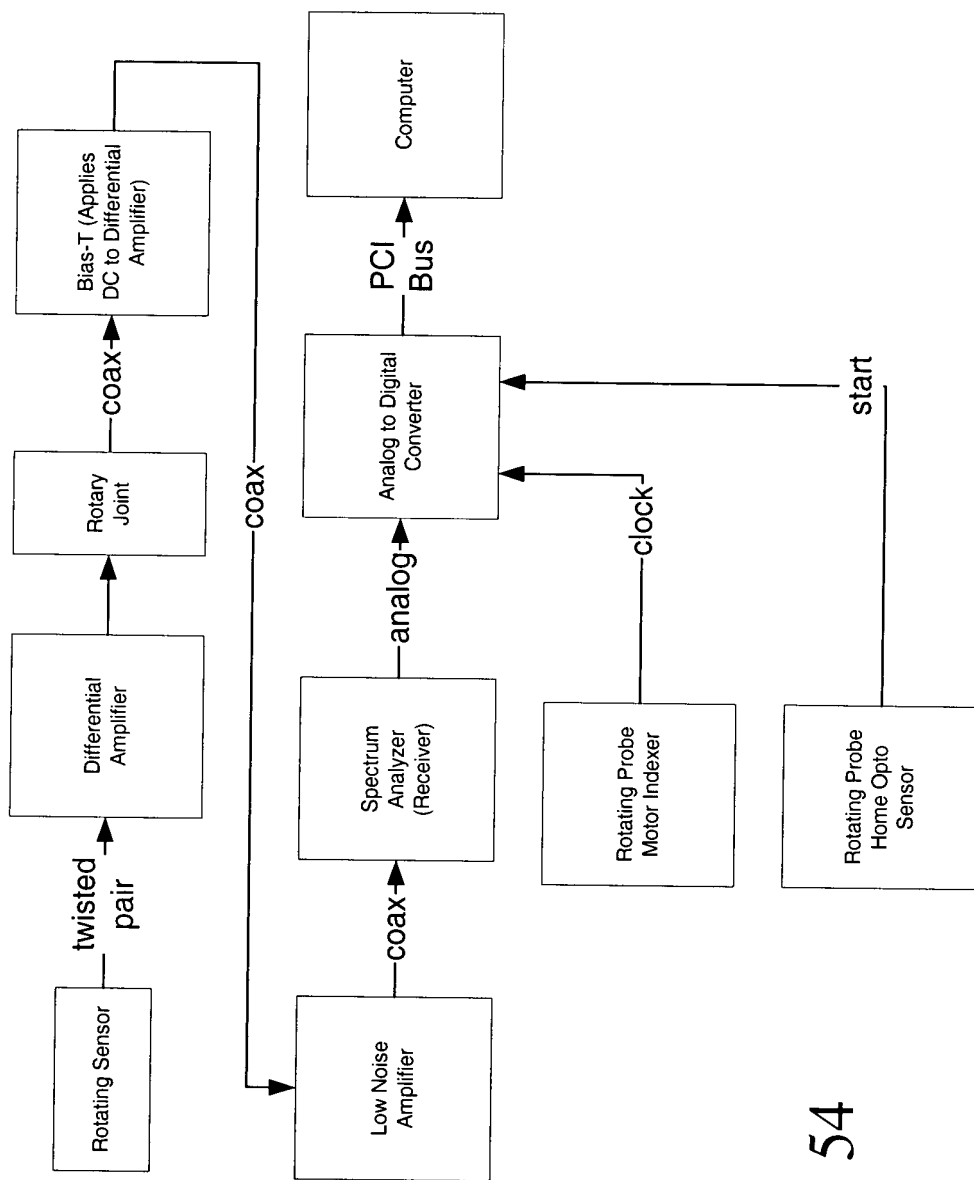 Rotating Sensor
twisted
pair
Differential
Amplifier
Rotary
Joint
coax
Bias-T (Applies
DC to Differential
Amplifier)
coax
Low Noise
Amplifier
coax
Spectrum
Analyzer
(Receiver)
analog
Analog to Digital
Converter
PCI
Bus
Computer
Rotating Probe
Motor Indexer
clock
Rotating Probe
Home Opto
Sensor
start
54